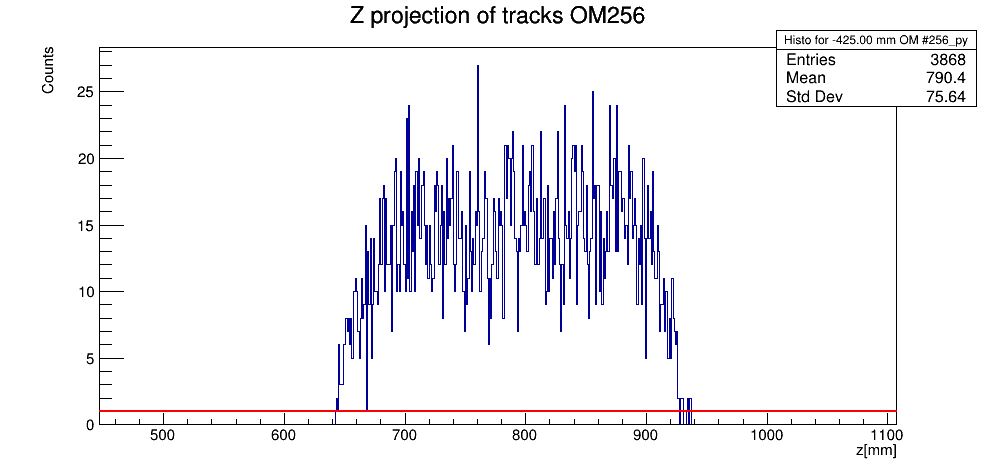 Z projection of tracks OM256
Histo for -425.00 mm OM #256_py
Entries 3868
Mean 790.4
Std Dev 75.64
Counts
25
20
15
10
5
0
500 600 700 800 900 1000 1100
z[mm]